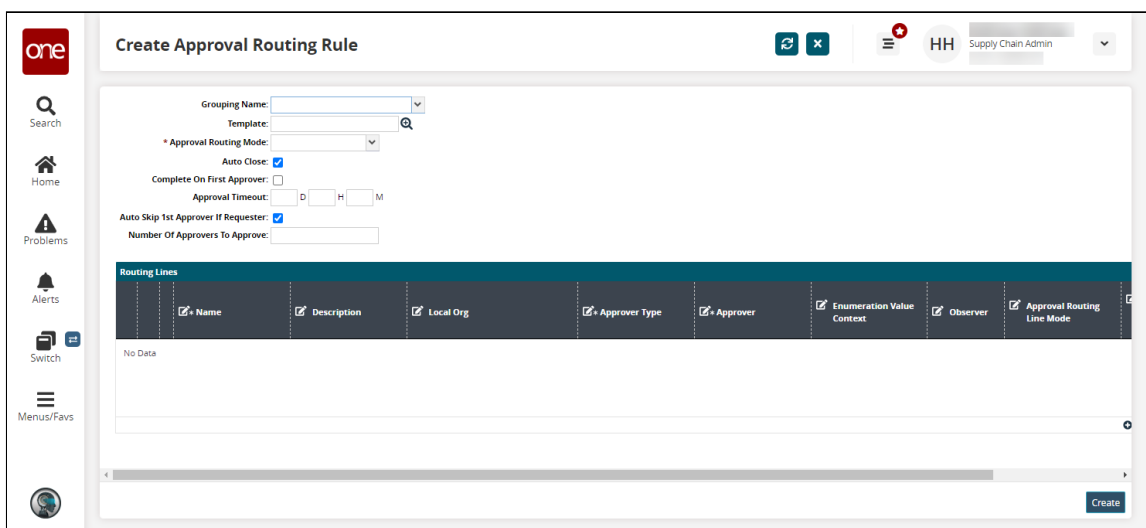 one
Create Approval Routing Rule
HH
Supply Chain Admin
Search
Home
Problems
Alerts
Switch
Menus/Favs
Grouping Name:
Template:
* Approval Routing Mode:
Auto Close:
Complete On First Approver:
Approval Timeout: D H M
Auto Skip 1st Approver If Requester:
Number Of Approvers To Approve:
Routing Lines
* Name
Description
Local Org
* Approver Type
* Approver
Enumeration Value
Context
Observer
Approval Routing
Line Mode
No Data
Create